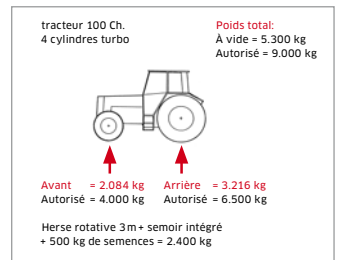 tracteur 100 Ch.
4 cylindres turbo
Poids total:
À vide = 5.300 kg
Autorisé = 9.000 kg
Avant = 2.084 kg
Autorisé = 4.000 kg
Arrière = 3.216 kg
Autorisé = 6.500 kg
Herse rotative 3 m + semoir intégré
+ 500 kg de semences = 2.400 kg